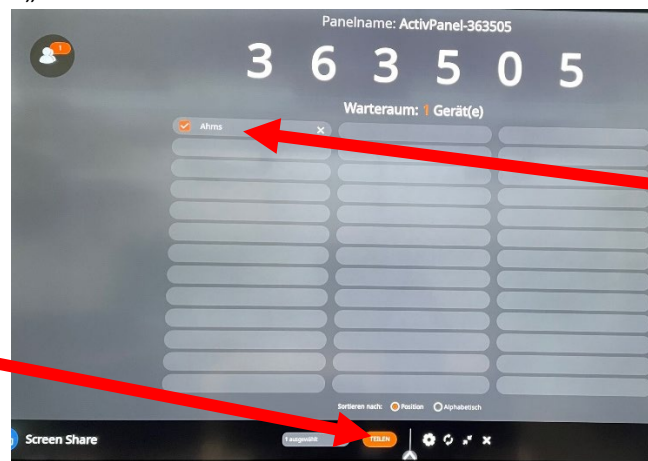 Panelname: ActivPanel-363505
1
3 6 3 5 0 5
Warteraum: 1 Gerät(e)
Ahrns
Sortieren nach: Position Alphabetisch
Screen Share
1 ausgewählt
TEILEN